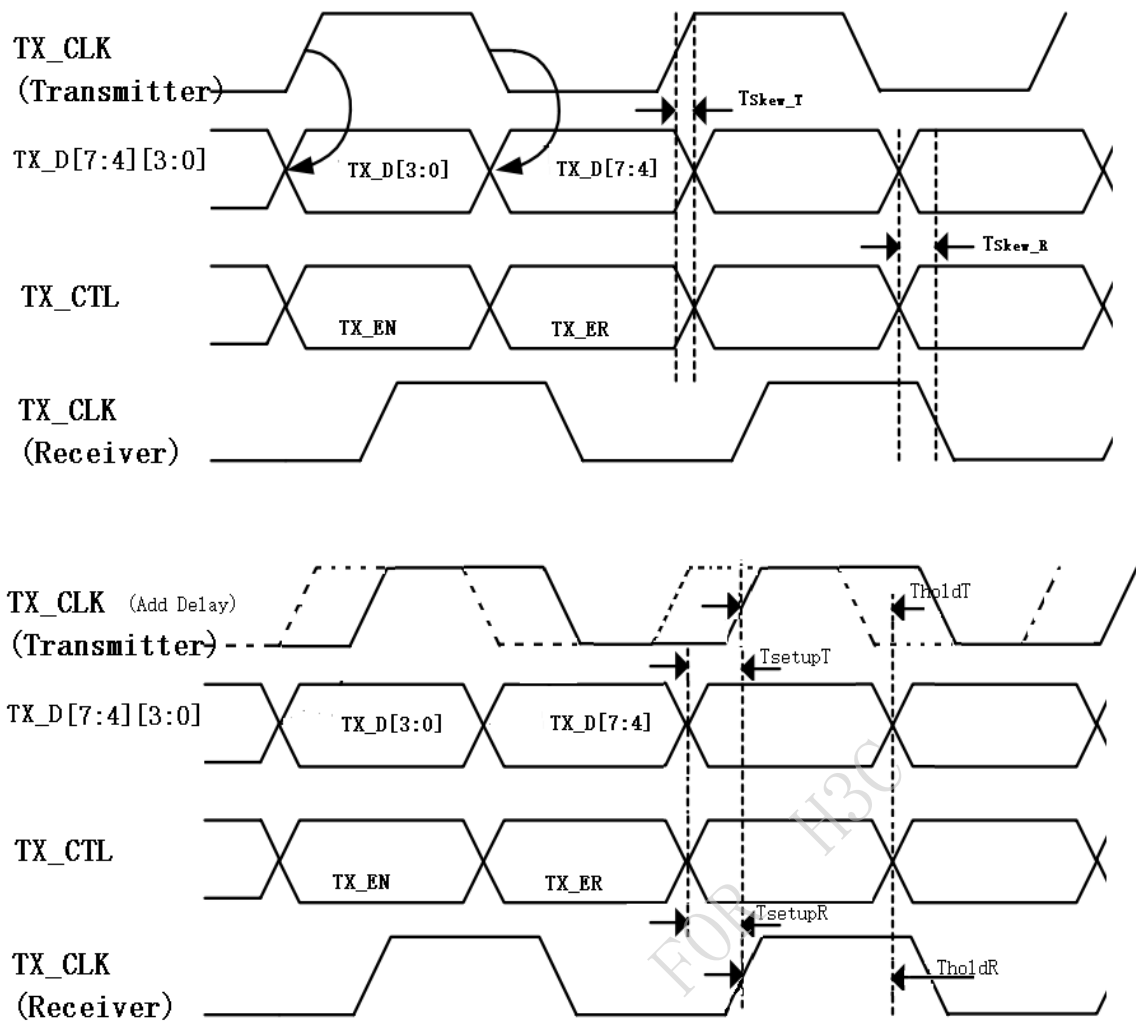 TX_CLK
(Transmitter)
TSkew_T
TX_D[7:4][3:0]
TX_D[3:0]
TX_D[7:4]
TSkew_R
TX_CTL
TX_EN
TX_ER
TX_CLK
(Receiver)
TX_CLK (Add Delay)
(Transmitter)
TholdT
TsetupT
TX_D[7:4][3:0]
TX_D[3:0]
TX_D[7:4]
TX_CTL
TX_EN
TX_ER
FOR H3C
TsetupR
TX_CLK
(Receiver)
TholdR